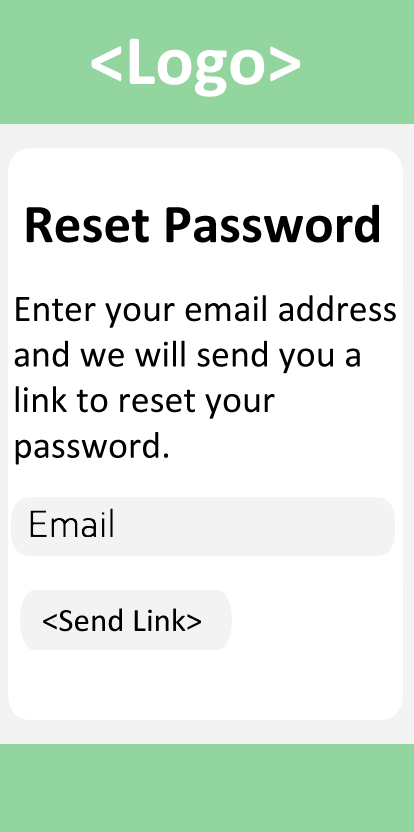 <Logo>
Reset Password
Enter your email address
and we will send you a
link to reset your
password.
Email
<Send Link>